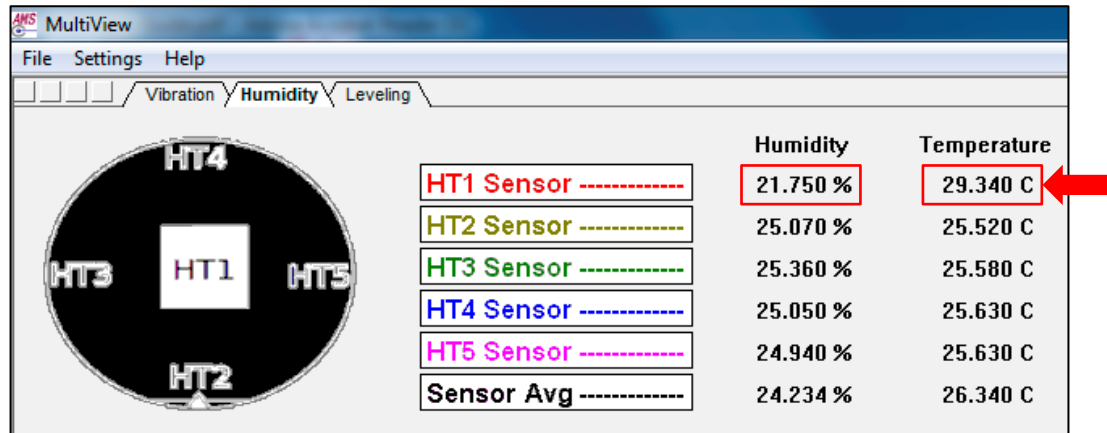 AMS MultiView
File Settings Help
Vibration Humidity Leveling
Humidity Temperature
HT1 Sensor ------------- 21.750 % 29.340 C
HT2 Sensor ------------- 25.070 % 25.520 C
HT3 Sensor ------------- 25.360 % 25.580 C
HT4 Sensor ------------- 25.050 % 25.630 C
HT5 Sensor ------------- 24.940 % 25.630 C
Sensor Avg ------------- 24.234 % 26.340 C
HT4
HT3 HT1 HT5
HT2